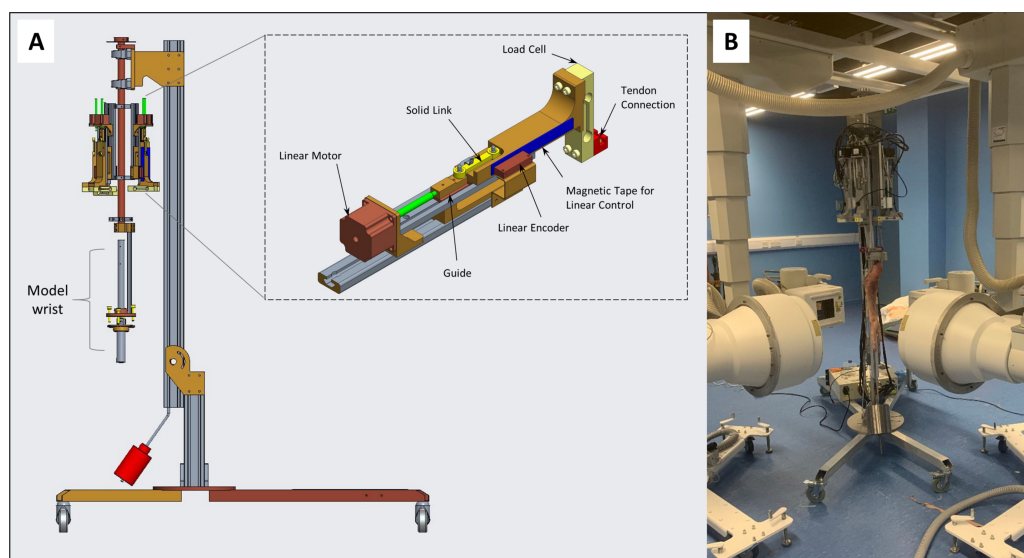 A
B
Load Cell
Tendon
Connection
Solid Link
Linear Motor
Magnetic Tape for
Linear Control
Linear Encoder
Guide
Model
wrist